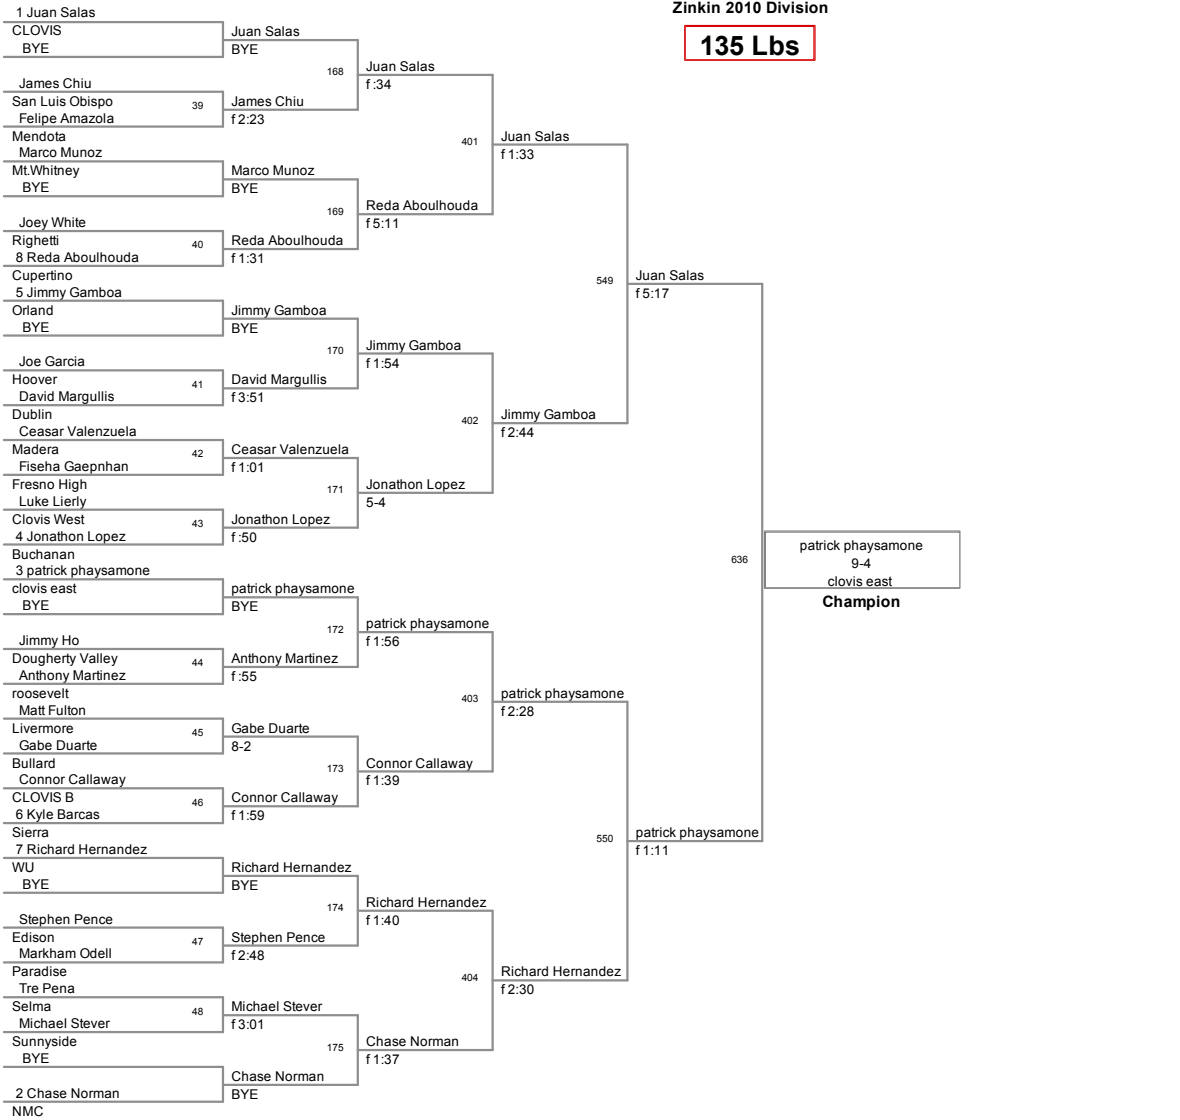 Zinkin 2010 Division
135 Lbs
1 Juan Salas
CLOVIS
BYE
James Chiu
San Luis Obispo
39
Felipe Amazola
Mendota
Marco Munoz
Mt.Whitney
BYE
Joey White
Righetti
40
8 Reda Aboulhouda
Cupertino
5 Jimmy Gamboa
Orland
BYE
Joe Garcia
Hoover
41
David Margullis
Dublin
Ceasar Valenzuela
Madera
42
Fiseha Gaepnhan
Fresno High
Luke Lierly
Clovis West
43
4 Jonathon Lopez
Buchanan
3 patrick phaysamone
clovis east
BYE
Jimmy Ho
Dougherty Valley
44
Anthony Martinez
roosevelt
Matt Fulton
Livermore
45
Gabe Duarte
Bullard
Connor Callaway
CLOVIS B
46
6 Kyle Barcas
Sierra
7 Richard Hernandez
WU
BYE
Stephen Pence
Edison
47
Markham Odell
Paradise
Tre Pena
Selma
48
Michael Stever
Sunnyside
BYE
2 Chase Norman
NMC
Juan Salas
BYE
168
James Chiu
f 2:23
Marco Munoz
BYE
169
Reda Aboulhouda
f 1:31
Jimmy Gamboa
BYE
170
David Margullis
f 3:51
Ceasar Valenzuela
f 1:01
171
Jonathon Lopez
f :50
patrick phaysamone
BYE
172
Anthony Martinez
f :55
Gabe Duarte
8-2
173
Connor Callaway
f 1:59
Richard Hernandez
BYE
174
Stephen Pence
f 2:48
Michael Stever
f 3:01
175
Chase Norman
BYE
Juan Salas
f :34
401
Reda Aboulhouda
f 5:11
Jimmy Gamboa
f 1:54
402
Jonathon Lopez
5-4
patrick phaysamone
f 1:56
403
Connor Callaway
f 1:39
Richard Hernandez
f 1:40
404
Chase Norman
f 1:37
Juan Salas
f 1:33
549
Jimmy Gamboa
f 2:44
patrick phaysamone
f 2:28
550
Richard Hernandez
f 2:30
Juan Salas
f 5:17
636
patrick phaysamone
f 1:11
patrick phaysamone
9-4
clovis east
Champion